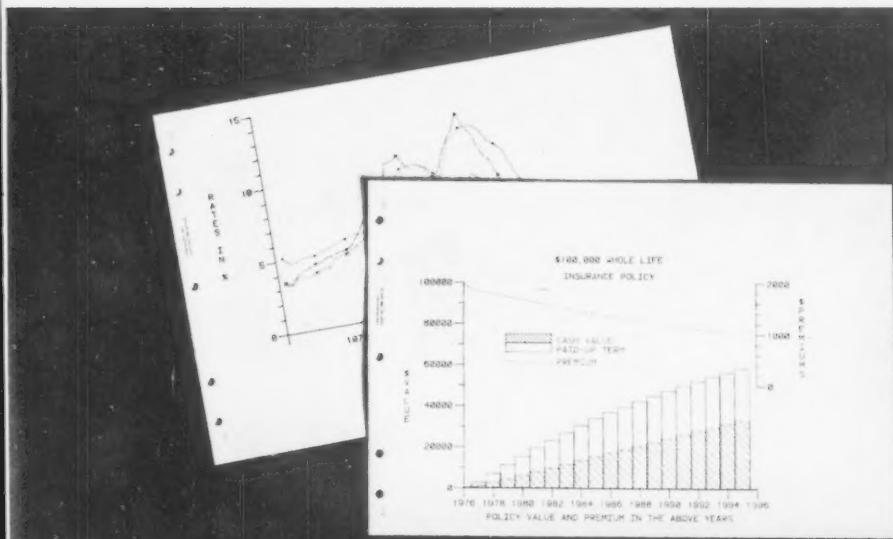 15
10
5
0
RATES IN %
$100,000 WHOLE LIFE
INSURANCE POLICY
100000
80000
60000
40000
20000
0
$VALUE
CASH VALUE
PAID-UP TERM
PREMIUM
2000
1000
0
$PREMIUMS
1976 1978 1980 1982 1984 1986 1988 1990 1992 1994 1996
POLICY VALUE AND PREMIUM IN THE ABOVE YEARS